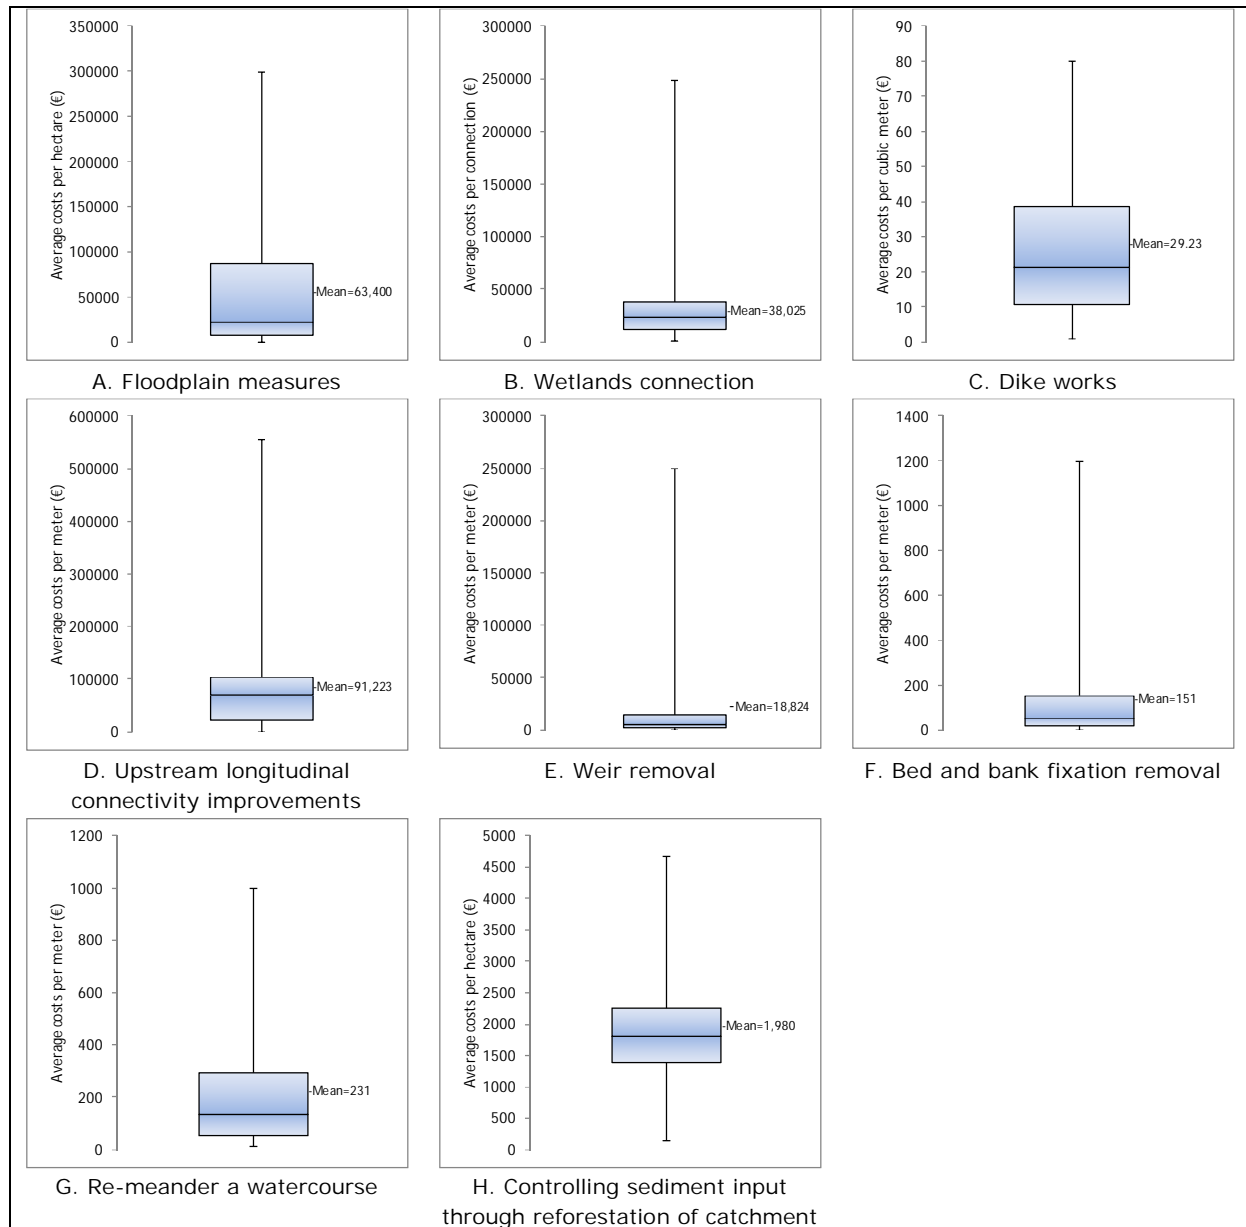 Average costs per hectare (€)
350000
300000
250000
200000
150000
100000
50000
0
Mean=63,400
A. Floodplain measures
Average costs per connection (€)
300000
250000
200000
150000
100000
50000
0
Mean=38,025
B. Wetlands connection
Average costs per cubic meter (€)
90
80
70
60
50
40
30
20
10
0
Mean=29.23
C. Dike works
Average costs per meter (€)
600000
500000
400000
300000
200000
100000
0
Mean=91,223
D. Upstream longitudinal
connectivity improvements
Average costs per meter (€)
300000
250000
200000
150000
100000
50000
0
Mean=18,824
E. Weir removal
Average costs per meter (€)
1400
1200
1000
800
600
400
200
0
Mean=151
F. Bed and bank fixation removal
Average costs per meter (€)
1200
1000
800
600
400
200
0
Mean=231
G. Re-meander a watercourse
Average costs per hectare (€)
5000
4500
4000
3500
3000
2500
2000
1500
1000
500
0
Mean=1,980
H. Controlling sediment input
through reforestation of catchment